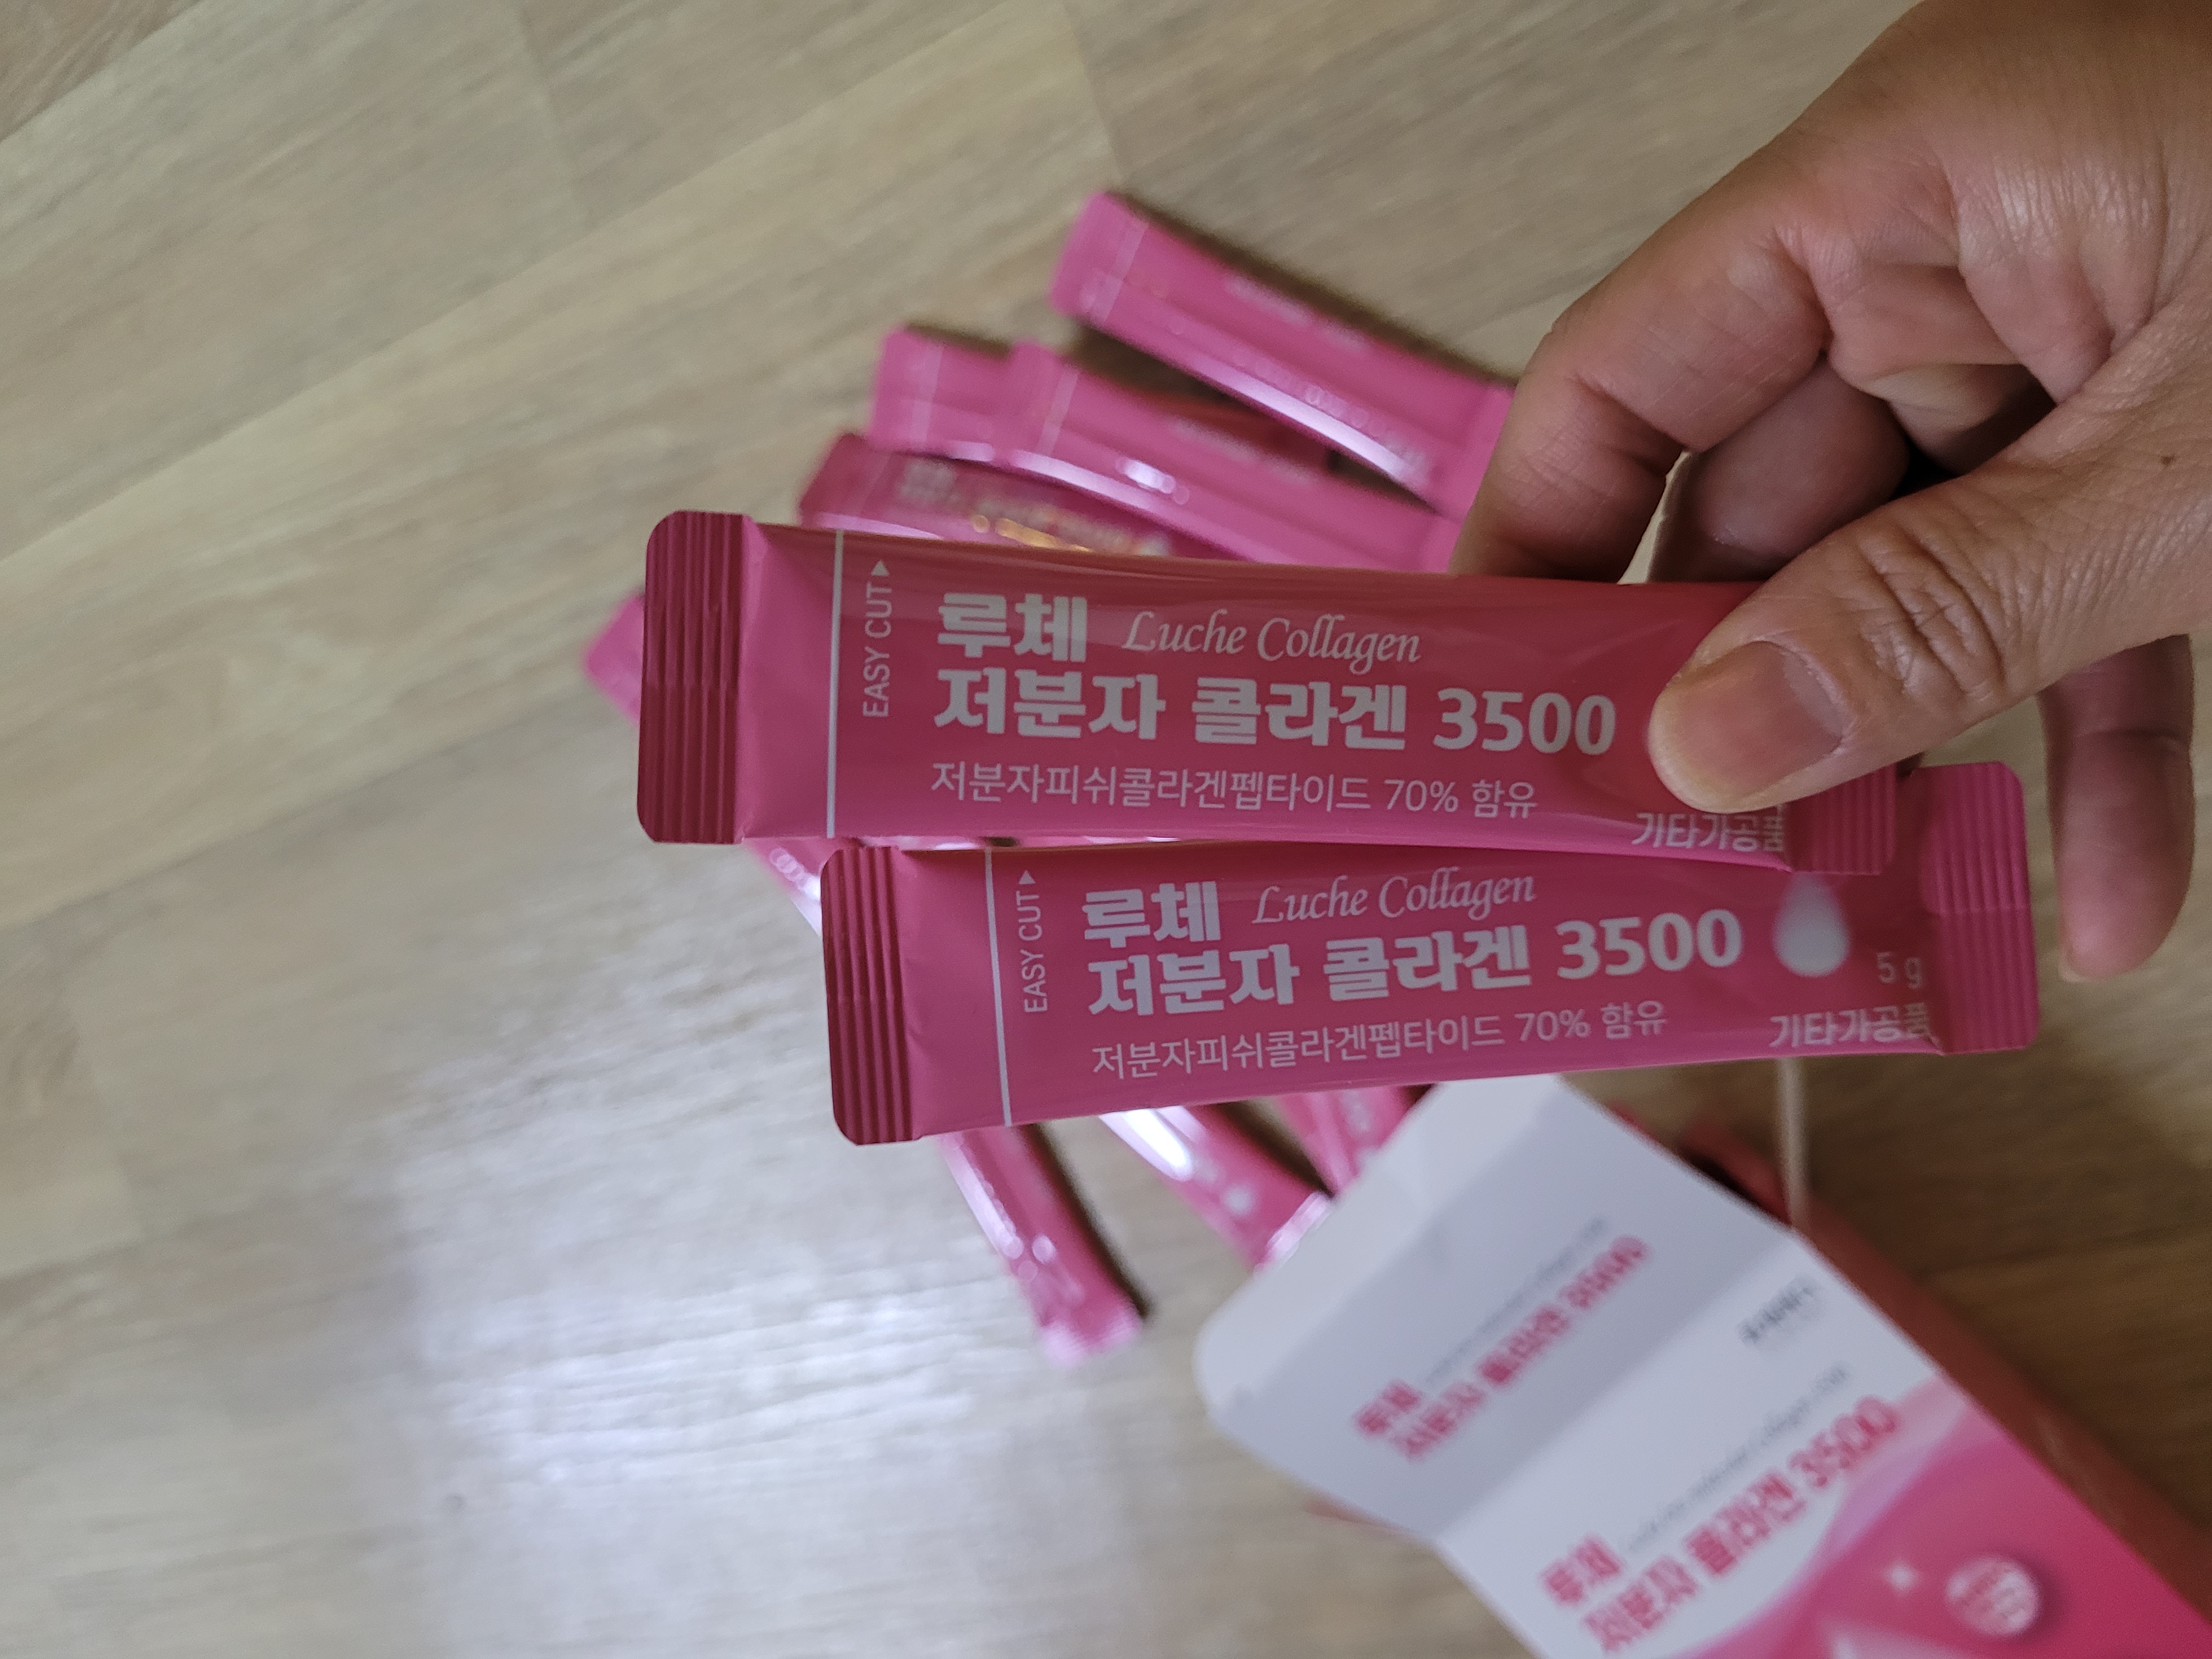 EASY CUT▶
루체 Luche Collagen
저분자 콜라겐 3500
저분자피쉬콜라겐펩타이드 70% 함유
기타가공품
EASY CUT▶
루체 Luche Collagen
저분자 콜라겐 3500
5 g
저분자피쉬콜라겐펩타이드 70% 함유
기타가공품
루체
저분자 콜라겐 3500
루체
저분자 콜라겐 3500